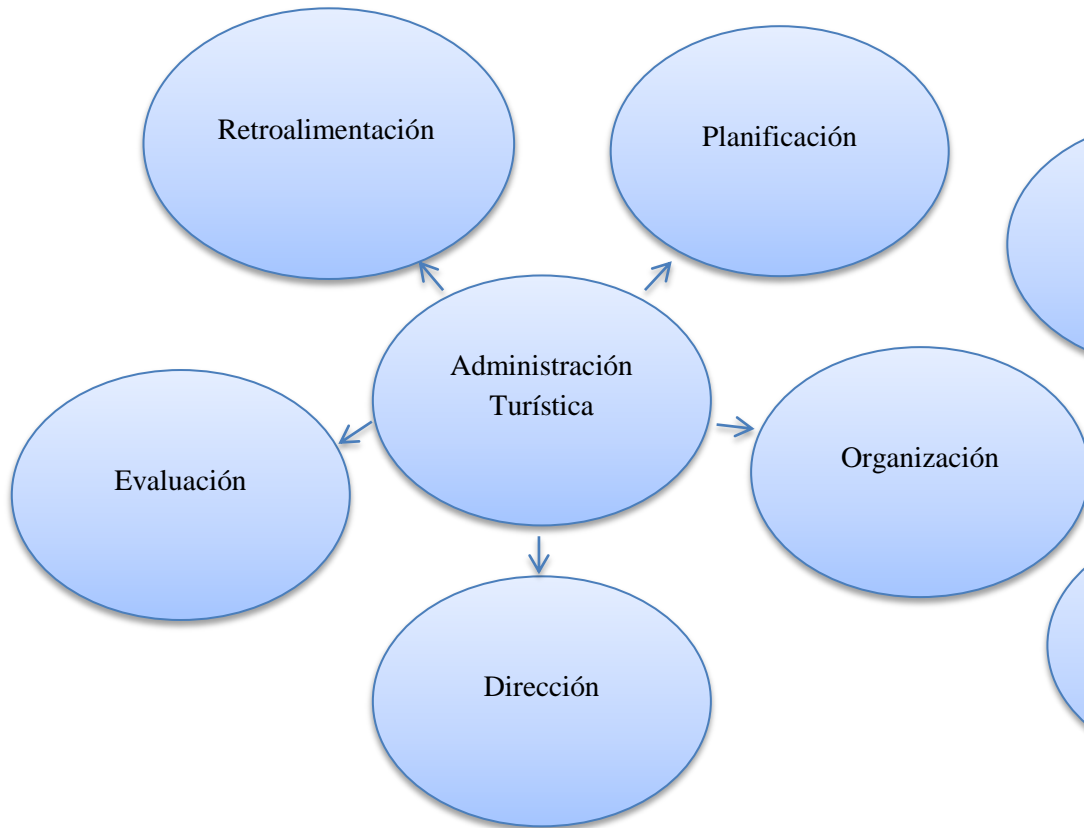 Retroalimentación
Planificación
Administración
Turística
Organización
Evaluación
Dirección